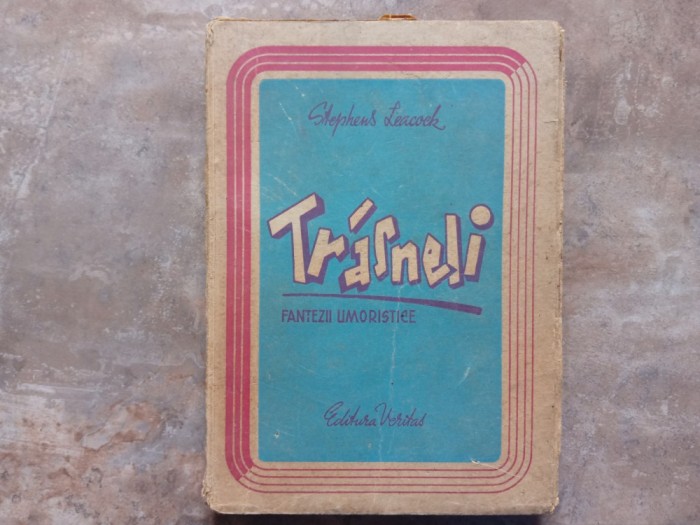 Stephens Leacock
Trásneli
FANTEZII UMORISTICE
Editura Veritas